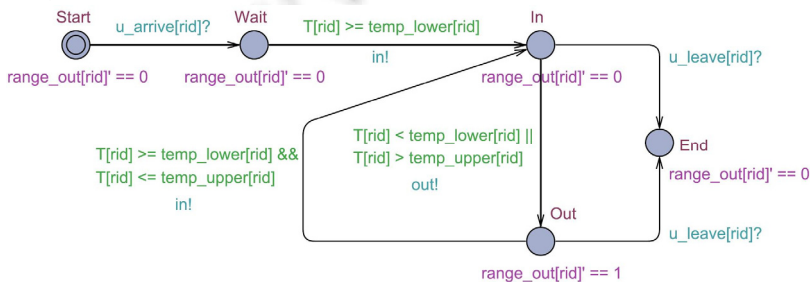 Start
u_arrive[rid]?
Wait
T[rid] >= temp_lower[rid]
In
in!
u_leave[rid]?
range_out[rid]' == 0
range_out[rid]' == 0
range_out[rid]' == 0
T[rid] >= temp_lower[rid] &&
T[rid] <= temp_upper[rid]
in!
T[rid] < temp_lower[rid] ||
T[rid] > temp_upper[rid]
out!
End
range_out[rid]' == 0
Out
u_leave[rid]?
range_out[rid]' == 1